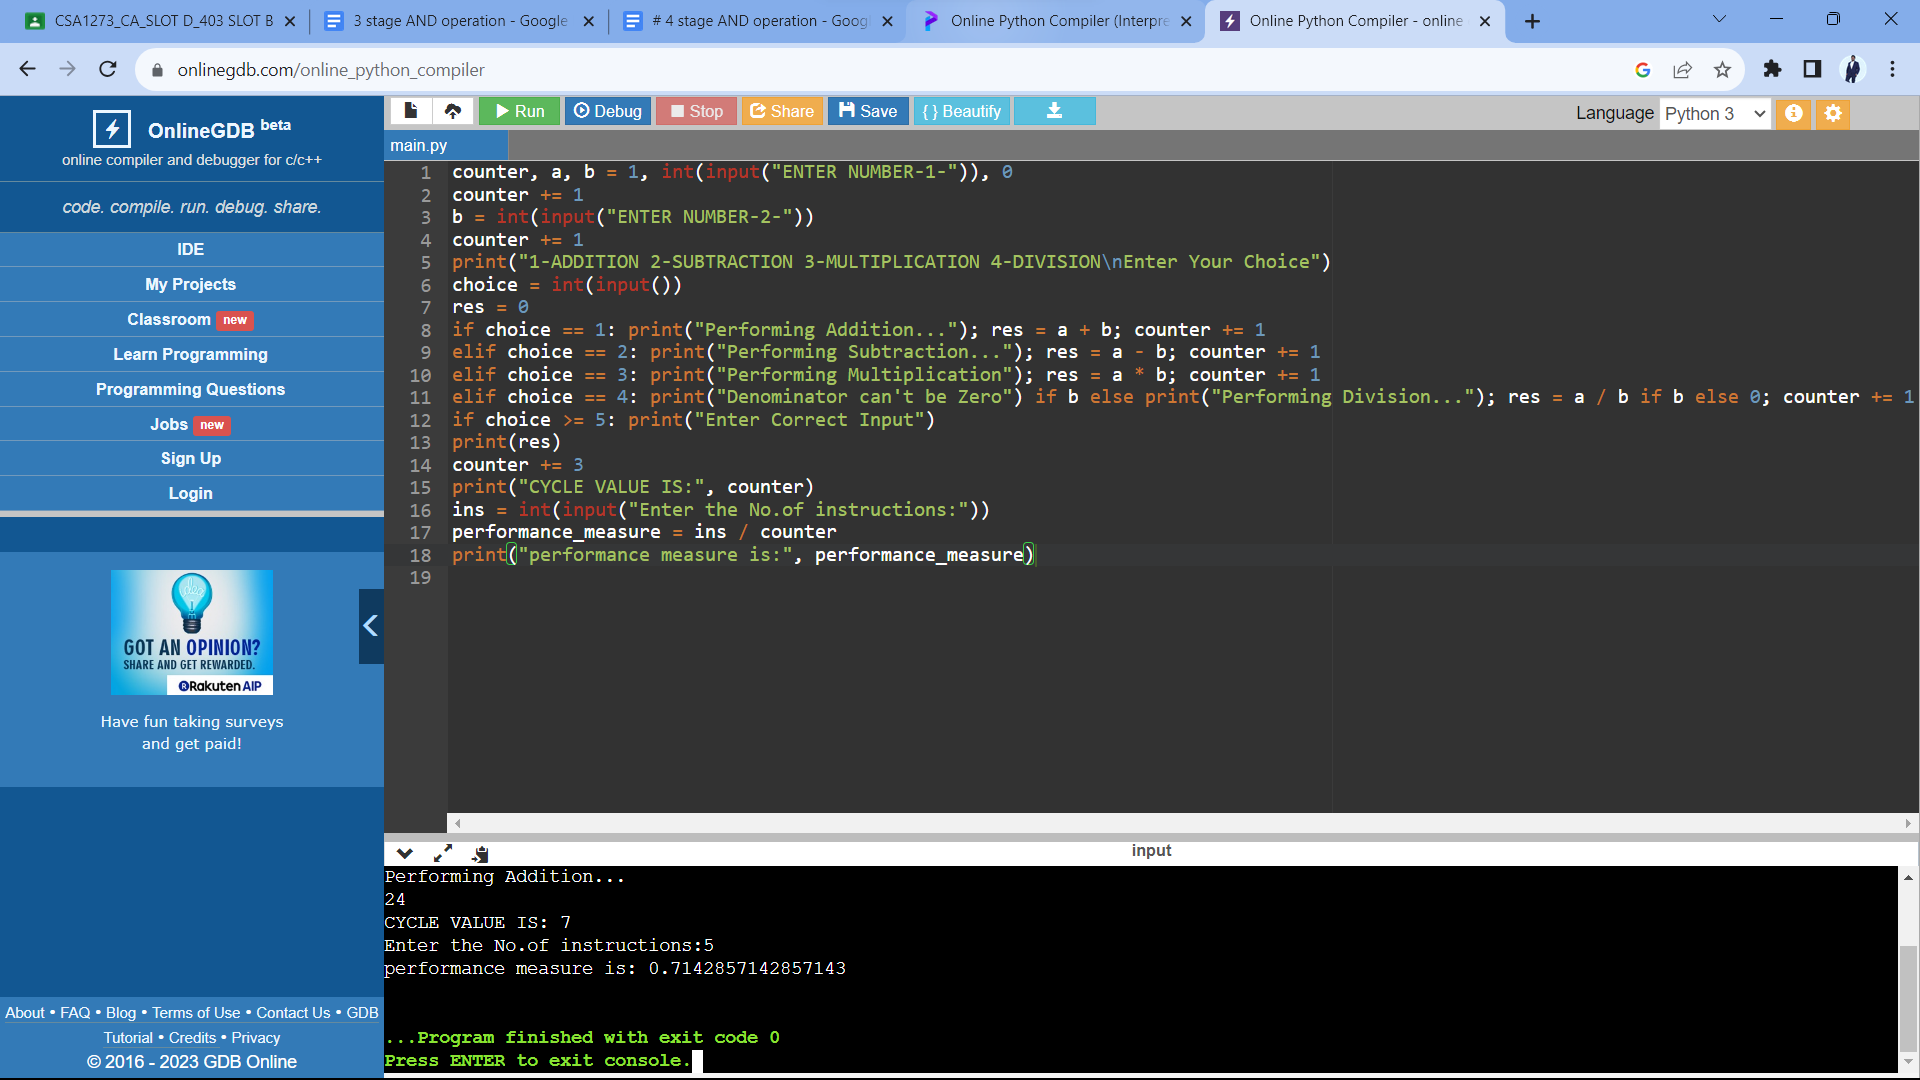 CSA1273_CA_SLOT D_403 SLOT B
3 stage AND operation - Google
# 4 stage AND operation - Goog
Online Python Compiler (Interpre
Online Python Compiler - online
onlinegdb.com/online_python_compiler
OnlineGDB beta
online compiler and debugger for c/c++
code. compile. run. debug. share.
IDE
My Projects
Classroom new
Learn Programming
Programming Questions
Jobs new
Sign Up
Login
idea
GOT AN OPINION?
SHARE AND GET REWARDED.
Rakuten AIP
Have fun taking surveys
and get paid!
About • FAQ • Blog • Terms of Use • Contact Us • GDB
Tutorial • Credits • Privacy
© 2016 - 2023 GDB Online
Run Debug Stop Share Save { } Beautify
Language Python 3
main.py
1 counter, a, b = 1, int(input("ENTER NUMBER-1-")), 0
2 counter += 1
3 b = int(input("ENTER NUMBER-2-"))
4 counter += 1
5 print("1-ADDITION 2-SUBTRACTION 3-MULTIPLICATION 4-DIVISION\nEnter Your Choice")
6 choice = int(input())
7 res = 0
8 if choice == 1: print("Performing Addition..."); res = a + b; counter += 1
9 elif choice == 2: print("Performing Subtraction..."); res = a - b; counter += 1
10 elif choice == 3: print("Performing Multiplication"); res = a * b; counter += 1
11 elif choice == 4: print("Denominator can't be Zero") if b else print("Performing Division..."); res = a / b if b else 0; counter += 1
12 if choice >= 5: print("Enter Correct Input")
13 print(res)
14 counter += 3
15 print("CYCLE VALUE IS:", counter)
16 ins = int(input("Enter the No.of instructions:"))
17 performance_measure = ins / counter
18 print("performance measure is:", performance_measure)
19
input
Performing Addition...
24
CYCLE VALUE IS: 7
Enter the No.of instructions:5
performance measure is: 0.7142857142857143
...Program finished with exit code 0
Press ENTER to exit console.